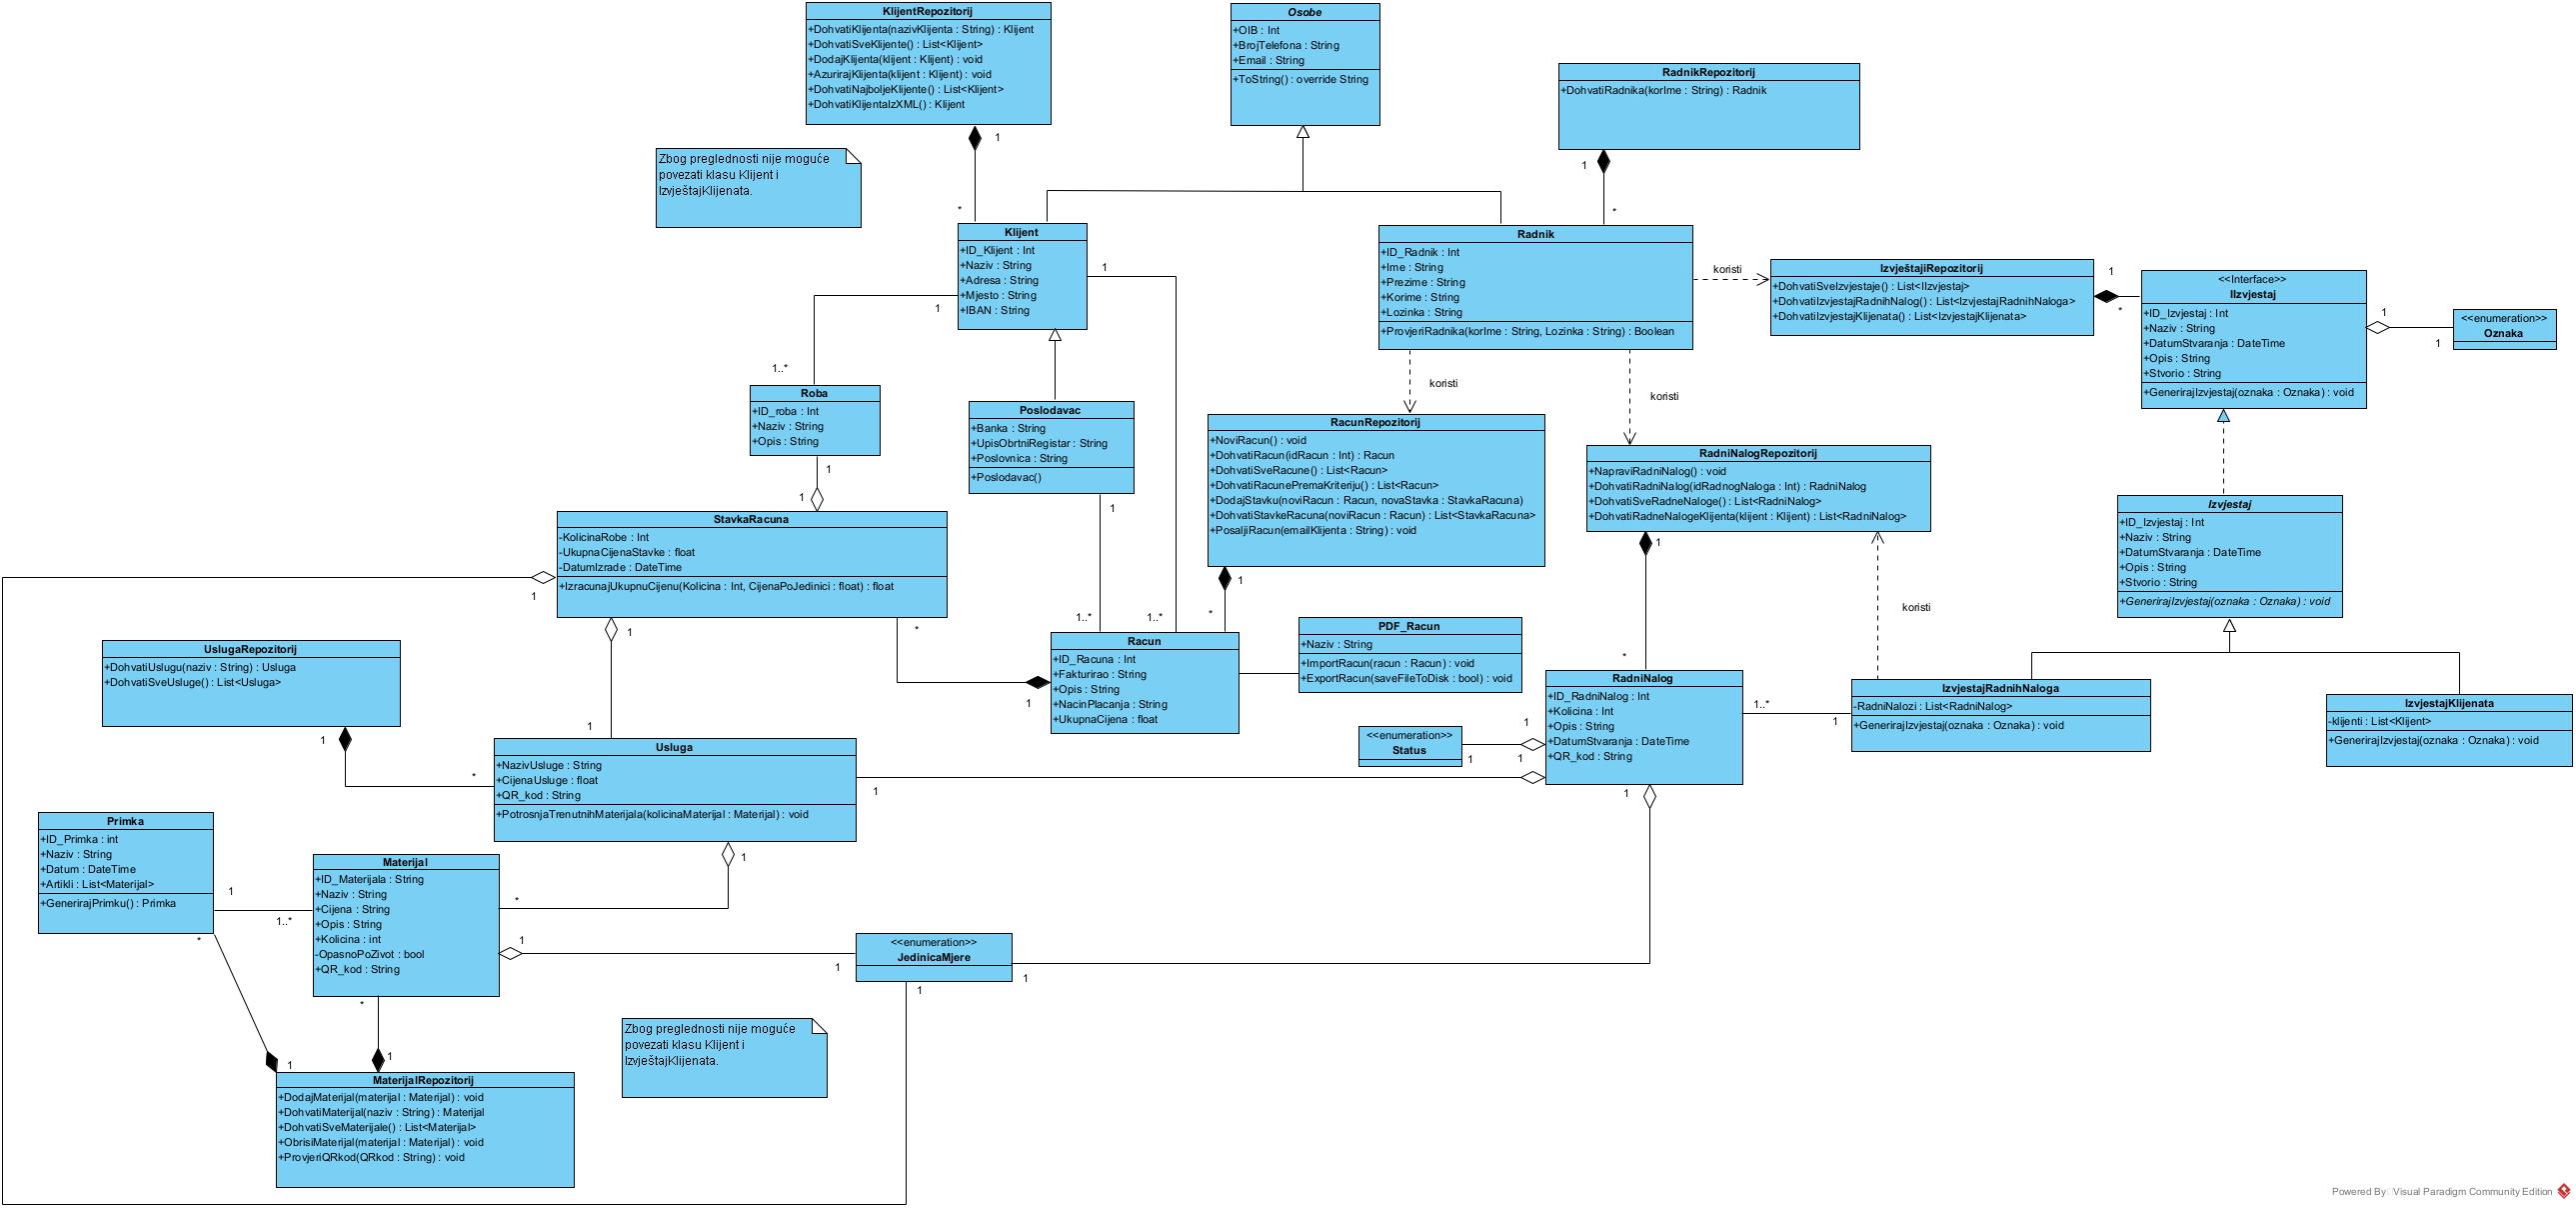 KlijentRepozitorij
+DohvatiKlijenta(nazivKlijenta : String) : Klijent
+DohvatiSveKlijente() : List<Klijent>
+DodajKlijenta(klijent : Klijent) : void
+AzurirajKlijenta(klijent : Klijent) : void
+DohvatiNajboljeKlijente() : List<Klijent>
+DohvatiKlijentaIzXML() : Klijent
1
*
Osobe
+OIB : Int
+BrojTelefona : String
+Email : String
+ToString() : override String
RadnikRepozitorij
+DohvatiRadnika(korIme : String) : Radnik
1
*
Zbog preglednosti nije moguće
povezati klasu Klijent i
IzvještajKlijenata.
Klijent
+ID_Klijent : Int
+Naziv : String
+Adresa : String
+Mjesto : String
+IBAN : String
1
1
1..*
Radnik
+ID_Radnik : Int
+Ime : String
+Prezime : String
+Korime : String
+Lozinka : String
+ProvjeriRadnika(korIme : String, Lozinka : String) : Boolean
koristi
koristi
koristi
IzvještajiRepozitorij
+DohvatiSveIzvjestaje() : List<IIzvjestaj>
+DohvatiIzvjestajRadnihNalog() : List<IzvjestajRadnihNaloga>
+DohvatiIzvjestajKlijenata() : List<IzvjestajKlijenata>
1
*
<<Interface>>
IIzvjestaj
+ID_Izvjestaj : Int
+Naziv : String
+DatumStvaranja : DateTime
+Opis : String
+Stvorio : String
+GenerirajIzvjestaj(oznaka : Oznaka) : void
1
1
<<enumeration>>
Oznaka
Roba
+ID_roba : Int
+Naziv : String
+Opis : String
1
1
Poslodavac
+Banka : String
+UpisObrtniRegistar : String
+Poslovnica : String
+Poslodavac()
1
1..*
1..*
RacunRepozitorij
+NoviRacun() : void
+DohvatiRacun(idRacun : Int) : Racun
+DohvatiSveRacune() : List<Racun>
+DohvatiRacunePremaKriteriju() : List<Racun>
+DodajStavku(noviRacun : Racun, novaStavka : StavkaRacuna)
+DohvatiStavkeRacuna(noviRacun : Racun) : List<StavkaRacuna>
+PosaljiRacun(emailKlijenta : String) : void
1
*
RadniNalogRepozitorij
+NapraviRadniNalog() : void
+DohvatiRadniNalog(idRadnogNaloga : Int) : RadniNalog
+DohvatiSveRadneNaloge() : List<RadniNalog>
+DohvatiRadneNalogeKlijenta(klijent : Klijent) : List<RadniNalog>
1
*
koristi
Izvjestaj
+ID_Izvjestaj : Int
+Naziv : String
+DatumStvaranja : DateTime
+Opis : String
+Stvorio : String
+GenerirajIzvjestaj(oznaka : Oznaka) : void
StavkaRacuna
-KolicinaRobe : Int
-UkupnaCijenaStavke : float
-DatumIzrade : DateTime
+IzracunajUkupnuCijenu(Kolicina : Int, CijenaPoJedinici : float) : float
1
1
*
1
1
Racun
+ID_Racuna : Int
+Fakturirao : String
+Opis : String
+NacinPlacanja : String
+UkupnaCijena : float
PDF_Racun
+Naziv : String
+ImportRacun(racun : Racun) : void
+ExportRacun(saveFileToDisk : bool) : void
UslugaRepozitorij
+DohvatiUslugu(naziv : String) : Usluga
+DohvatiSveUsluge() : List<Usluga>
1
*
<<enumeration>>
Status
1
1
1
RadniNalog
+ID_RadniNalog : Int
+Kolicina : Int
+Opis : String
+DatumStvaranja : DateTime
+QR_kod : String
1
1..*
1
IzvjestajRadnihNaloga
-RadniNalozi : List<RadniNalog>
+GenerirajIzvjestaj(oznaka : Oznaka) : void
IzvjestajKlijenata
-klijenti : List<Klijent>
+GenerirajIzvjestaj(oznaka : Oznaka) : void
Usluga
+NazivUsluge : String
+CijenaUsluge : float
+QR_kod : String
+PotrosnjaTrenutnihMaterijala(kolicinaMaterijal : Materijal) : void
1
1
*
Primka
+ID_Primka : int
+Naziv : String
+Datum : DateTime
+Artikli : List<Materijal>
+GenerirajPrimku() : Primka
1
1..*
*
Materijal
+ID_Materijala : String
+Naziv : String
+Cijena : String
+Opis : String
+Kolicina : int
-OpasnoPoZivot : bool
+QR_kod : String
1
1
*
1
1
<<enumeration>>
JedinicaMjere
1
1
Zbog preglednosti nije moguće
povezati klasu Klijent i
IzvještajKlijenata.
MaterijalRepozitorij
+DodajMaterijal(materijal : Materijal) : void
+DohvatiMaterijal(naziv : String) : Materijal
+DohvatiSveMaterijale() : List<Materijal>
+ObrisiMaterijal(materijal : Materijal) : void
+ProvjeriQRkod(QRkod : String) : void
Powered By Visual Paradigm Community Edition